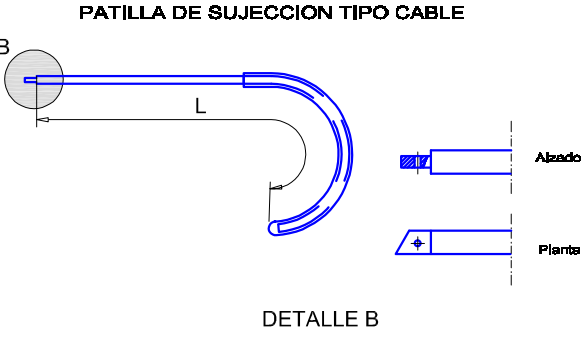 PATILLA DE SUJECCION TIPO CABLE
B
L
Alzado
Planta
DETALLE B